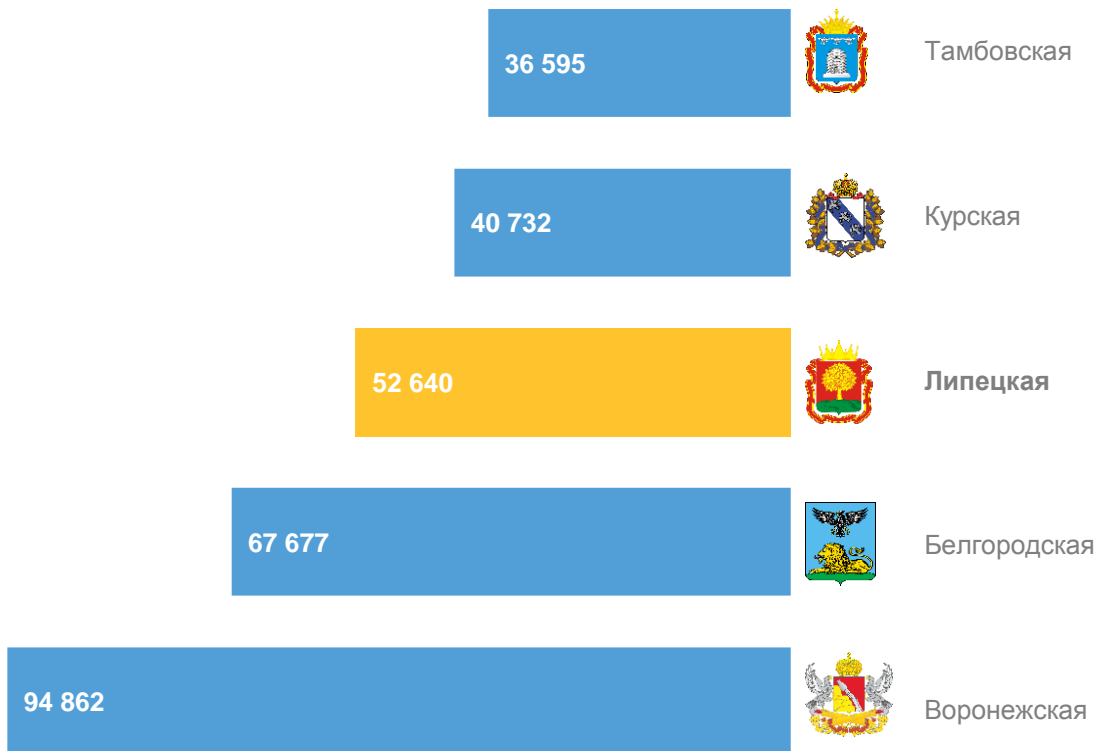 36 595 Тамбовская
40 732 Курская
52 640 Липецкая
67 677 Белгородская
94 862 Воронежская